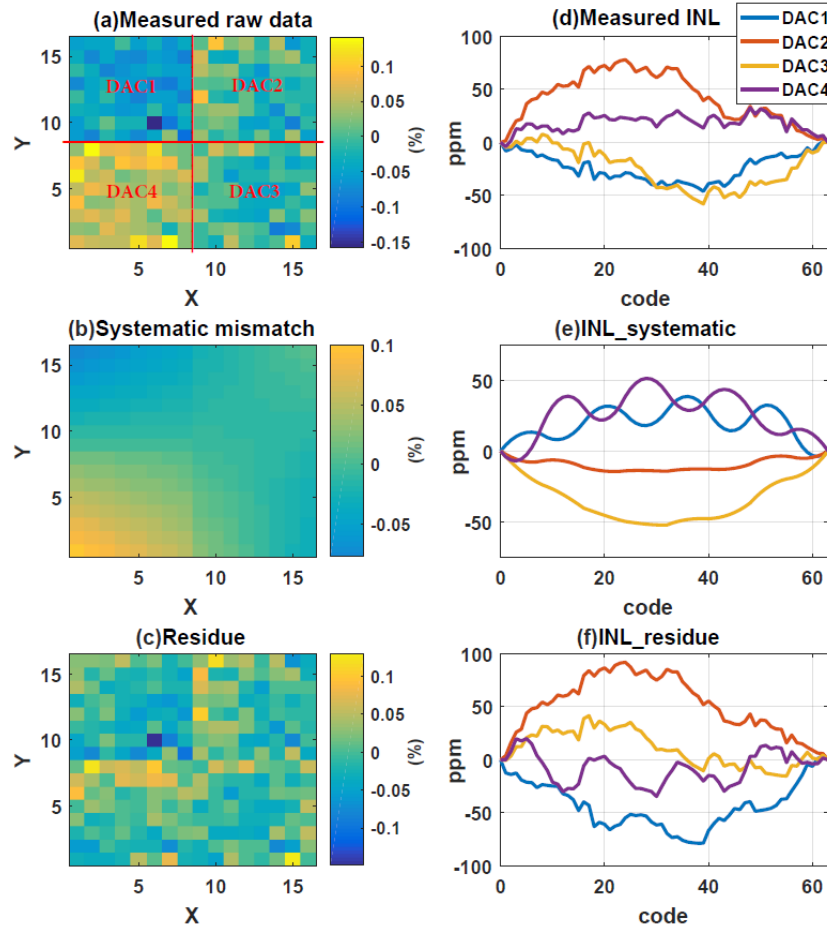 (a)Measured raw data
15
10
5
Y
DAC1
DAC2
DAC4
DAC3
5
10
15
X
0.1
0.05
0
-0.05
-0.1
-0.15
(%)
(d)Measured INL
DAC1
DAC2
DAC3
DAC4
100
50
0
-50
-100
ppm
0
20
40
60
code
(b)Systematic mismatch
15
10
5
Y
5
10
15
X
0.1
0.05
0
-0.05
(%)
(e)INL_systematic
50
0
-50
ppm
0
20
40
60
code
(c)Residue
15
10
5
Y
5
10
15
X
0.1
0.05
0
-0.05
-0.1
(%)
(f)INL_residue
100
50
0
-50
-100
ppm
0
20
40
60
code